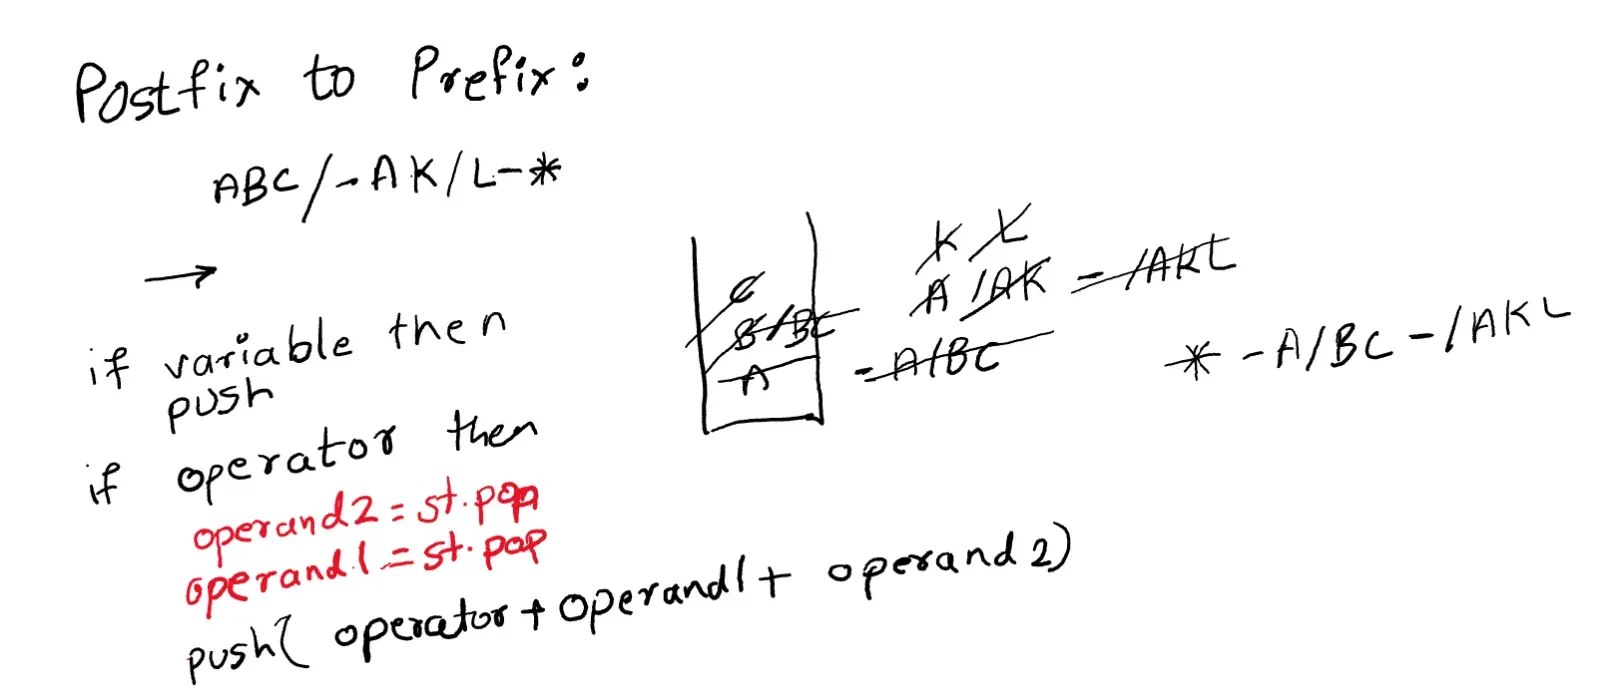 Postfix to Prefix:
ABC/-AK/L-*
→
if variable then
push
if operator then
operand2 = st.pop
operand1 = st.pop
push( operator + operand1 + operand2)
C
B /BC
A
K L
A /AK -/AKL
-A/BC
* -A/BC -/AKL